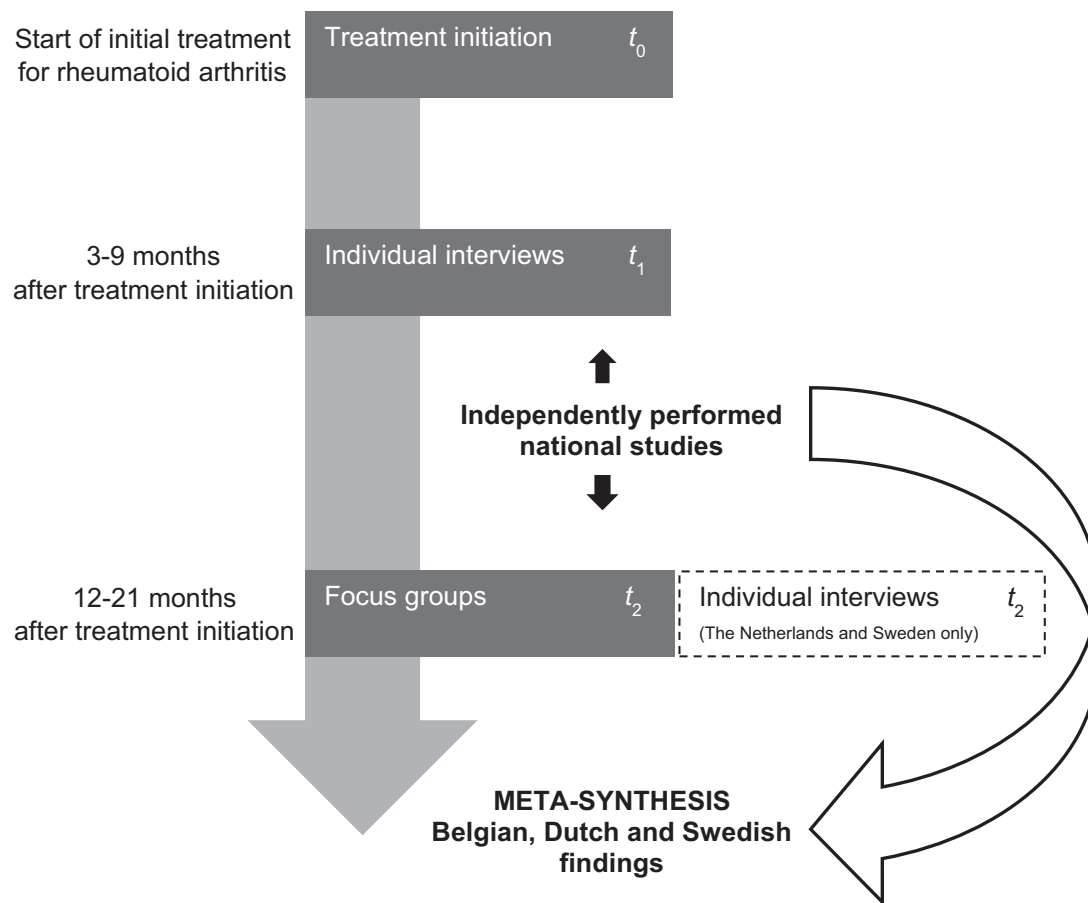 Start of initial treatment
for rheumatoid arthritis
Treatment initiation t0
3-9 months
after treatment initiation
Individual interviews t1
Independently performed
national studies
12-21 months
after treatment initiation
Focus groups t2
Individual interviews t2
(The Netherlands and Sweden only)
META-SYNTHESIS
Belgian, Dutch and Swedish
findings